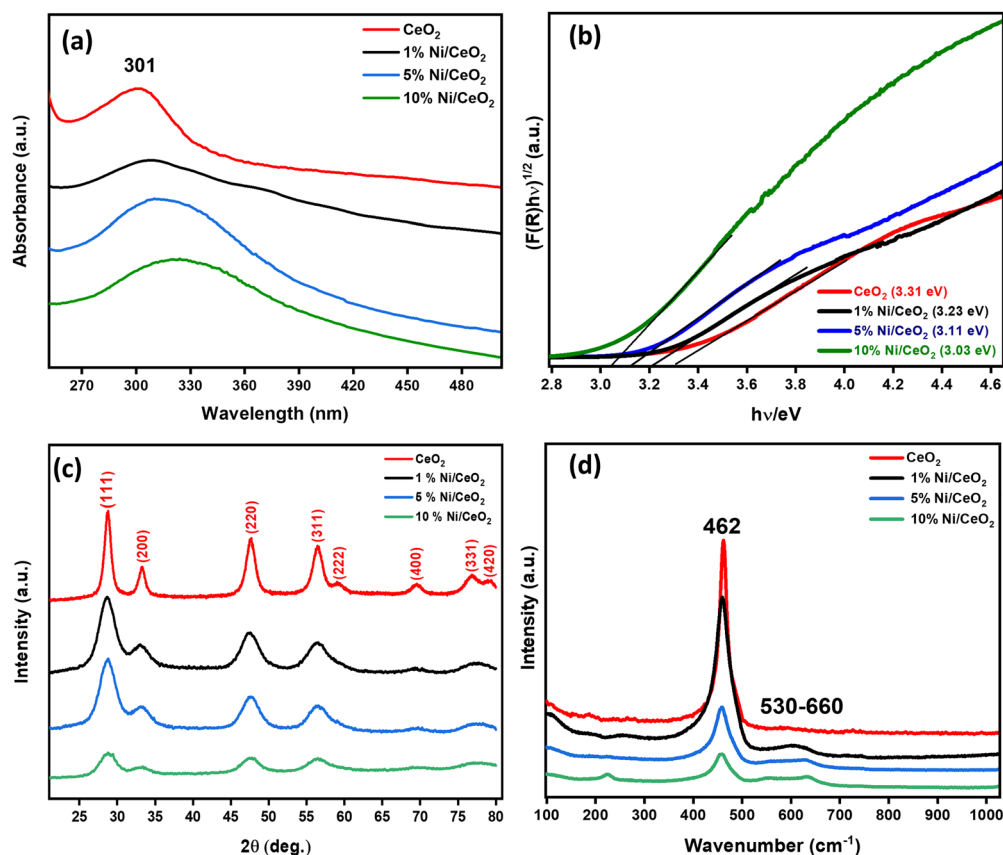 (a)
301
CeO₂
1% Ni/CeO₂
5% Ni/CeO₂
10% Ni/CeO₂
Absorbance (a.u.)
270 300 330 360 390 420 450 480
Wavelength (nm)
(b)
(F(R)hν)^1/2 (a.u.)
CeO₂ (3.31 eV)
1% Ni/CeO₂ (3.23 eV)
5% Ni/CeO₂ (3.11 eV)
10% Ni/CeO₂ (3.03 eV)
2.8 3.0 3.2 3.4 3.6 3.8 4.0 4.2 4.4 4.6
hν/eV
(c)
CeO₂
1 % Ni/CeO₂
5 % Ni/CeO₂
10 % Ni/CeO₂
(111)
(200)
(220)
(311)
(222)
(400)
(331)
(420)
Intensity (a.u.)
25 30 35 40 45 50 55 60 65 70 75 80
2θ (deg.)
(d)
CeO₂
1% Ni/CeO₂
5% Ni/CeO₂
10% Ni/CeO₂
462
530-660
Intensity (a.u.)
100 200 300 400 500 600 700 800 900 1000
Wavenumber (cm⁻¹)